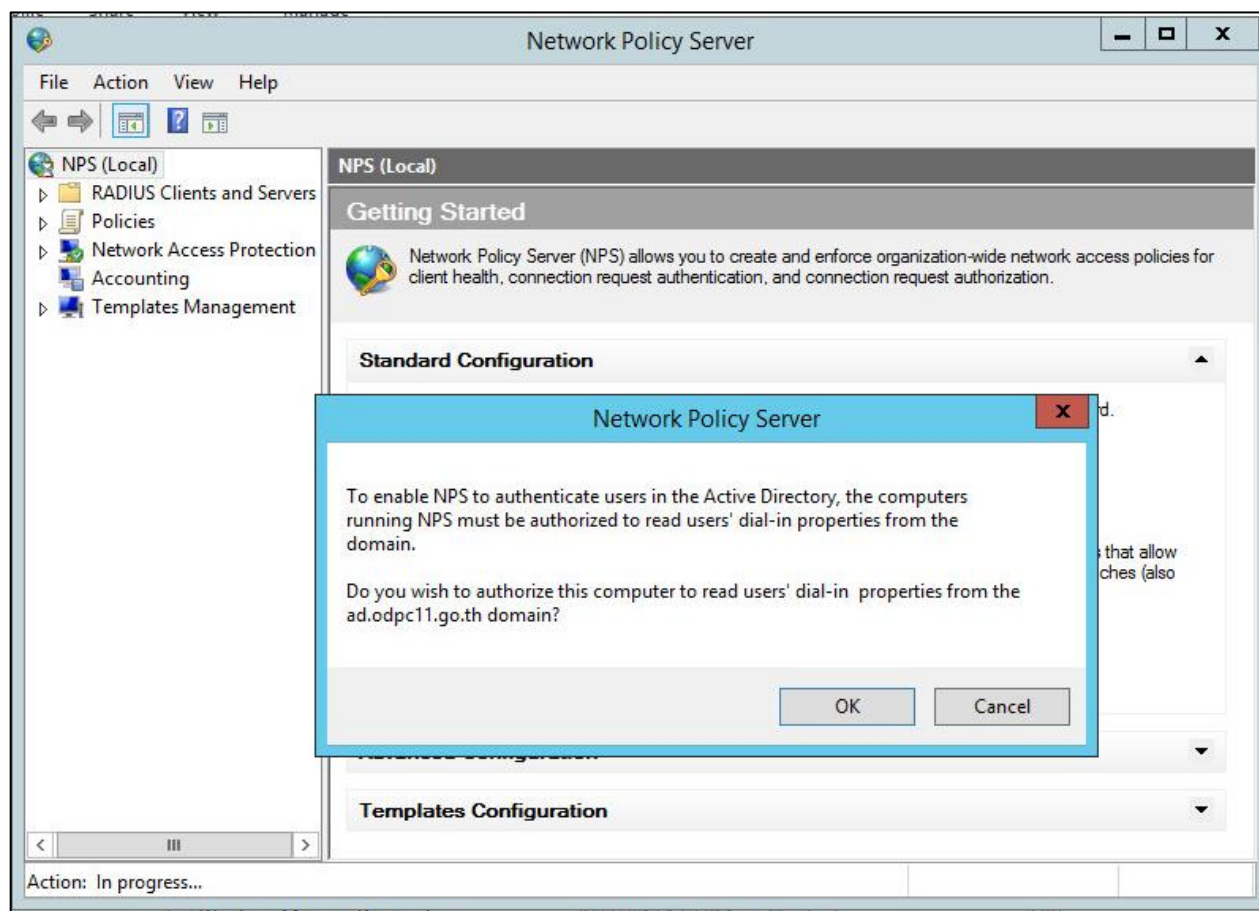 Network Policy Server
File Action View Help
NPS (Local)
RADIUS Clients and Servers
Policies
Network Access Protection
Accounting
Templates Management
NPS (Local)
Getting Started
Network Policy Server (NPS) allows you to create and enforce organization-wide network access policies for
client health, connection request authentication, and connection request authorization.
Standard Configuration
rd.
Network Policy Server
To enable NPS to authenticate users in the Active Directory, the computers
running NPS must be authorized to read users' dial-in properties from the
domain.
that allow
ches (also
Do you wish to authorize this computer to read users' dial-in  properties from the
ad.odpc11.go.th domain?
OK Cancel
Templates Configuration
Action: In progress...